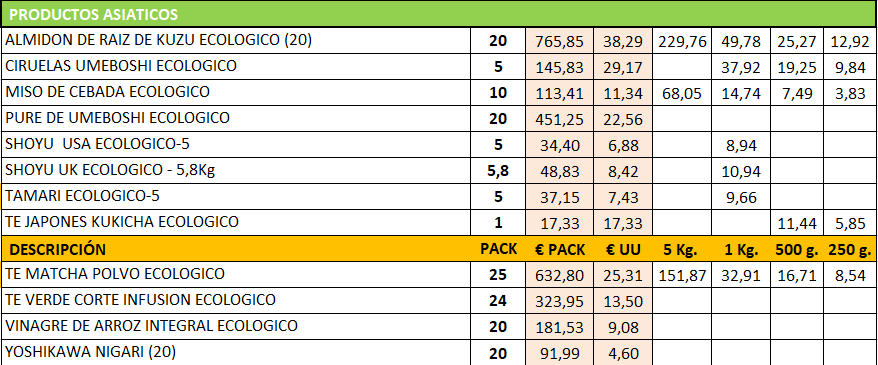 PRODUCTOS ASIATICOS
ALMIDON DE RAIZ DE KUZU ECOLOGICO (20) 20 765,85 38,29 229,76 49,78 25,27 12,92
CIRUELAS UMEBOSHI ECOLOGICO 5 145,83 29,17 37,92 19,25 9,84
MISO DE CEBADA ECOLOGICO 10 113,41 11,34 68,05 14,74 7,49 3,83
PURE DE UMEBOSHI ECOLOGICO 20 451,25 22,56
SHOYU USA ECOLOGICO-5 5 34,40 6,88 8,94
SHOYU UK ECOLOGICO - 5,8Kg 5,8 48,83 8,42 10,94
TAMARI ECOLOGICO-5 5 37,15 7,43 9,66
TE JAPONES KUKICHA ECOLOGICO 1 17,33 17,33 11,44 5,85
DESCRIPCIÓN PACK € PACK € UU 5 Kg. 1 Kg. 500 g. 250 g.
TE MATCHA POLVO ECOLOGICO 25 632,80 25,31 151,87 32,91 16,71 8,54
TE VERDE CORTE INFUSION ECOLOGICO 24 323,95 13,50
VINAGRE DE ARROZ INTEGRAL ECOLOGICO 20 181,53 9,08
YOSHIKAWA NIGARI (20) 20 91,99 4,60